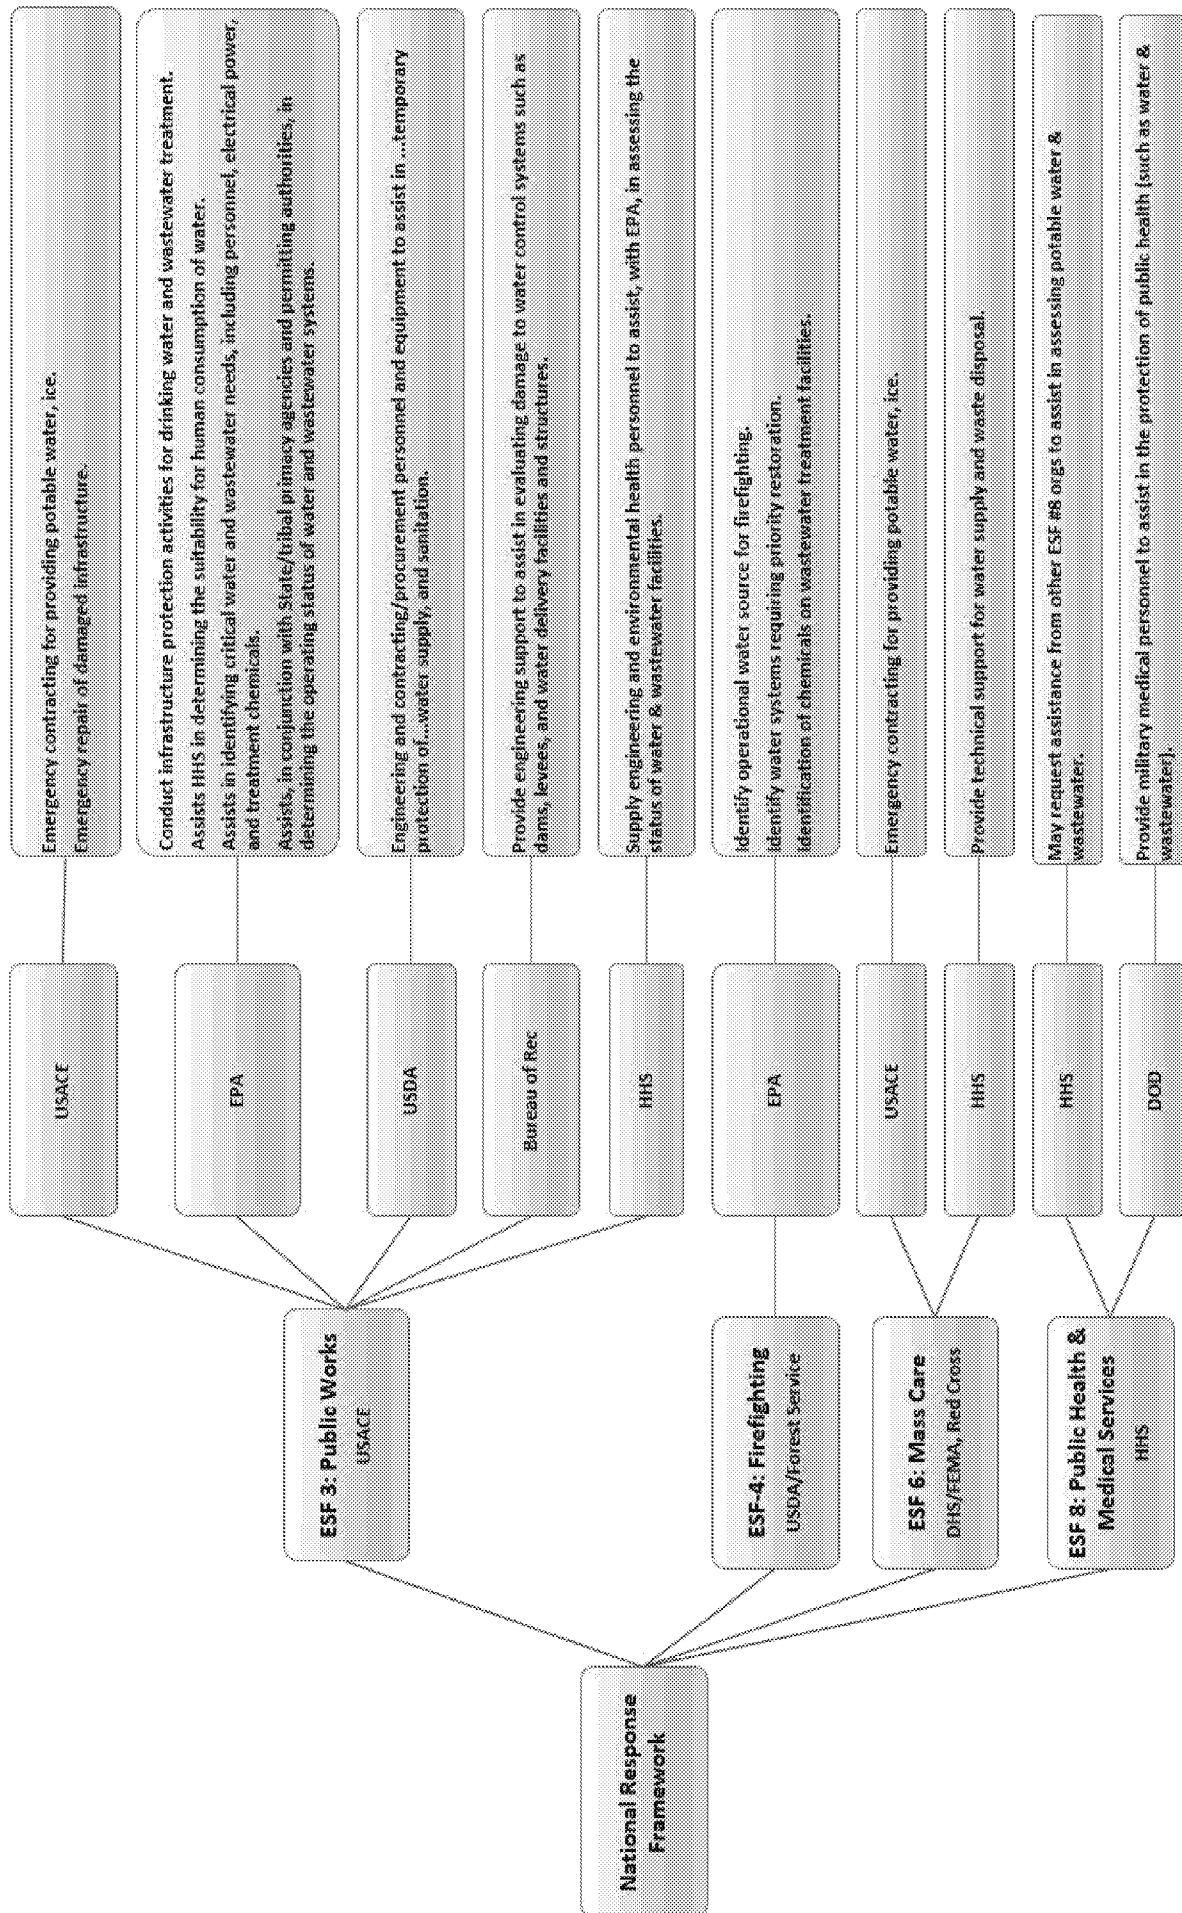 National Response
Framework
ESF 3: Public Works
USACE
USACE
Emergency contracting for providing potable water, ice.
Emergency repair of damaged infrastructure.
EPA
Conduct infrastructure protection activities for drinking water and wastewater treatment.
Assists HHS in determining the suitability for human consumption of water.
Assists in identifying critical water and wastewater needs, including personnel, electrical power,
and treatment chemicals.
Assists, in conjunction with State/tribal primacy agencies and permitting authorities, in
determining the operating status of water and wastewater systems.
USDA
Engineering and contracting/procurement personnel and equipment to assist in ...temporary
protection of...water supply, and sanitation.
Bureau of Rec
Provide engineering support to assist in evaluating damage to water control systems such as
dams, levees, and water delivery facilities and structures.
HHS
Supply engineering and environmental health personnel to assist, with EPA, in assessing the
status of water & wastewater facilities.
ESF-4: Firefighting
USDA/Forest Service
EPA
Identify operational water source for firefighting.
Identify water systems requiring priority restoration.
Identification of chemicals on wastewater treatment facilities.
ESF 6: Mass Care
DHS/FEMA, Red Cross
USACE
Emergency contracting for providing potable water, ice.
HHS
Provide technical support for water supply and waste disposal.
ESF 8: Public Health &
Medical Services
HHS
HHS
May request assistance from other ESF #8 orgs to assist in assessing potable water &
wastewater.
DOD
Provide military medical personnel to assist in the protection of public health (such as water &
wastewater).